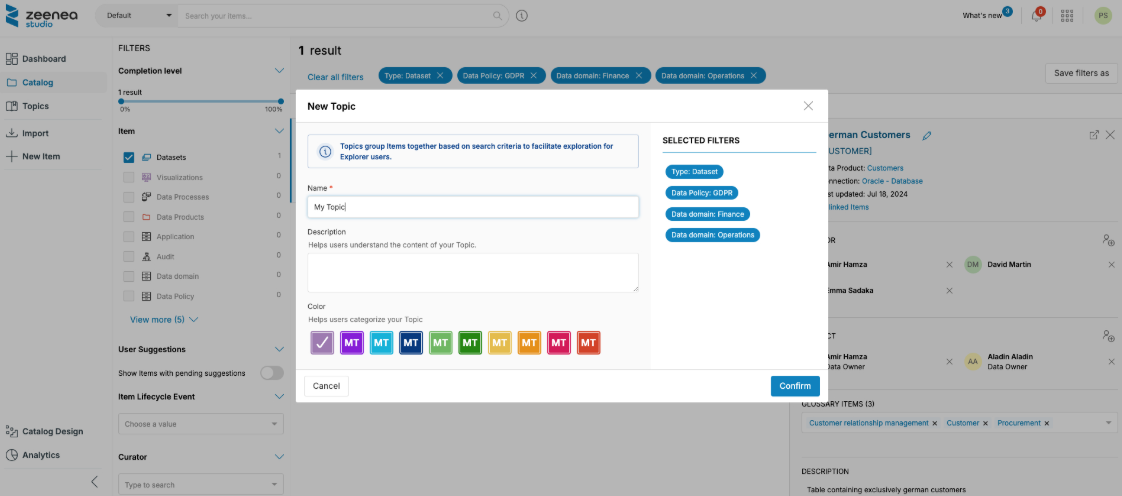 zeenea
studio
Default
Search your items...
What's new
3
9
PS
Dashboard
Catalog
Topics
Import
New Item
Catalog Design
Analytics
FILTERS
Completion level
1 result
0%
100%
Item
Datasets
1
Visualizations
0
Data Processes
0
Data Products
0
Application
0
Audit
0
Data domain
0
Data Policy
0
View more (5)
User Suggestions
Show Items with pending suggestions
Item Lifecycle Event
Choose a value
Curator
Type to search
1 result
Clear all filters
Type: Dataset
Data Policy: GDPR
Data domain: Finance
Data domain: Operations
Save filters as
New Topic
Topics group Items together based on search criteria to facilitate exploration for
Explorer users.
Name *
My Topic
Description
Helps users understand the content of your Topic.
Color
Helps users categorize your Topic
MT MT MT MT MT MT MT MT MT
Cancel
Confirm
SELECTED FILTERS
Type: Dataset
Data Policy: GDPR
Data domain: Finance
Data domain: Operations
erman Customers
USTOMER]
ta Product: Customers
nnection: Oracle - Database
st updated: Jul 18, 2024
linked Items
OR
Amir Hamza
DM
David Martin
Emma Sadaka
CT
Amir Hamza
Data Owner
AA
Aladin Aladin
Data Owner
GLOSSARY ITEMS (3)
Customer relationship management
Customer
Procurement
DESCRIPTION
Table containing exclusively german customers